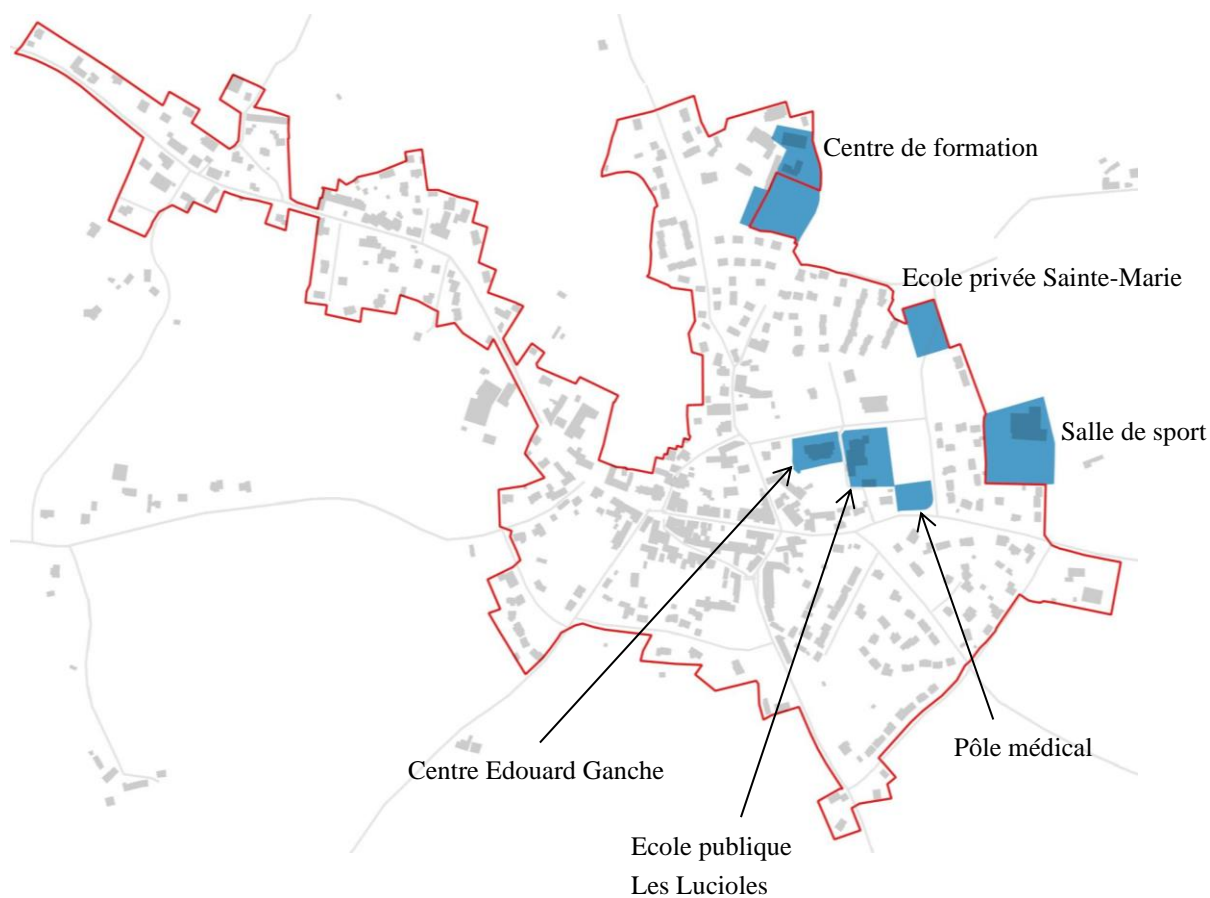 Centre de formation
Ecole privée Sainte-Marie
Salle de sport
Pôle médical
Centre Edouard Ganche
Ecole publique
Les Lucioles